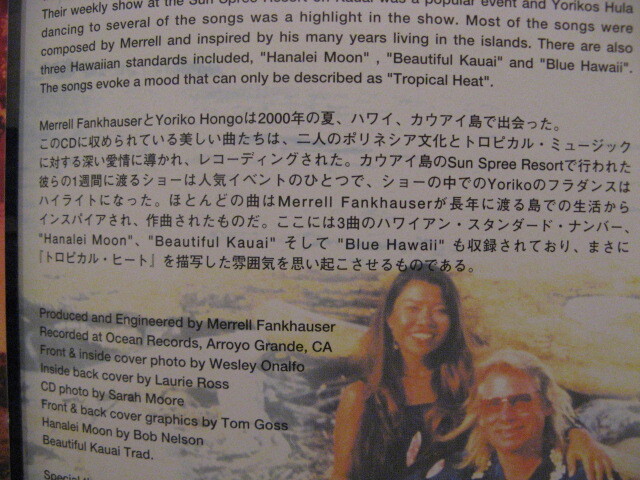 Their weekly show at the Sun Spree Resort on Kauai was a popular event and Yorikos Hula
dancing to several of the songs was a highlight in the show. Most of the songs were
composed by Merrell and inspired by his many years living in the islands. There are also
three Hawaiian standards included, "Hanalei Moon" , "Beautiful Kauai" and "Blue Hawaii".
The songs evoke a mood that can only be described as "Tropical Heat".
Merrell FankhauserとYoriko Hongoは2000年の夏、ハワイ、カウアイ島で出会った。
このCDに収められている美しい曲たちは、二人のポリネシア文化とトロピカル・ミュージック
に対する深い愛情に導かれ、レコーディングされた。カウアイ島のSun Spree Resortで行われた
彼らの1週間に渡るショーは人気イベントのひとつで、ショーの中でのYorikoのフラダンスは
ハイライトになった。ほとんどの曲はMerrell Fankhauserが長年に渡る島での生活から
インスパイアされ、作曲されたものだ。ここには3曲のハワイアン・スタンダード・ナンバー、
"Hanalei Moon"、"Beautiful Kauai" そして "Blue Hawaii" も収録されており、まさに
『トロピカル・ヒート』を描写した雰囲気を思い起こさせるものである。
Produced and Engineered by Merrell Fankhauser
Recorded at Ocean Records, Arroyo Grande, CA
Front & inside cover photo by Wesley Onalfo
Inside back cover by Laurie Ross
CD photo by Sarah Moore
Front & back cover graphics by Tom Goss
Hanalei Moon by Bob Nelson
Beautiful Kauai Trad.
Special